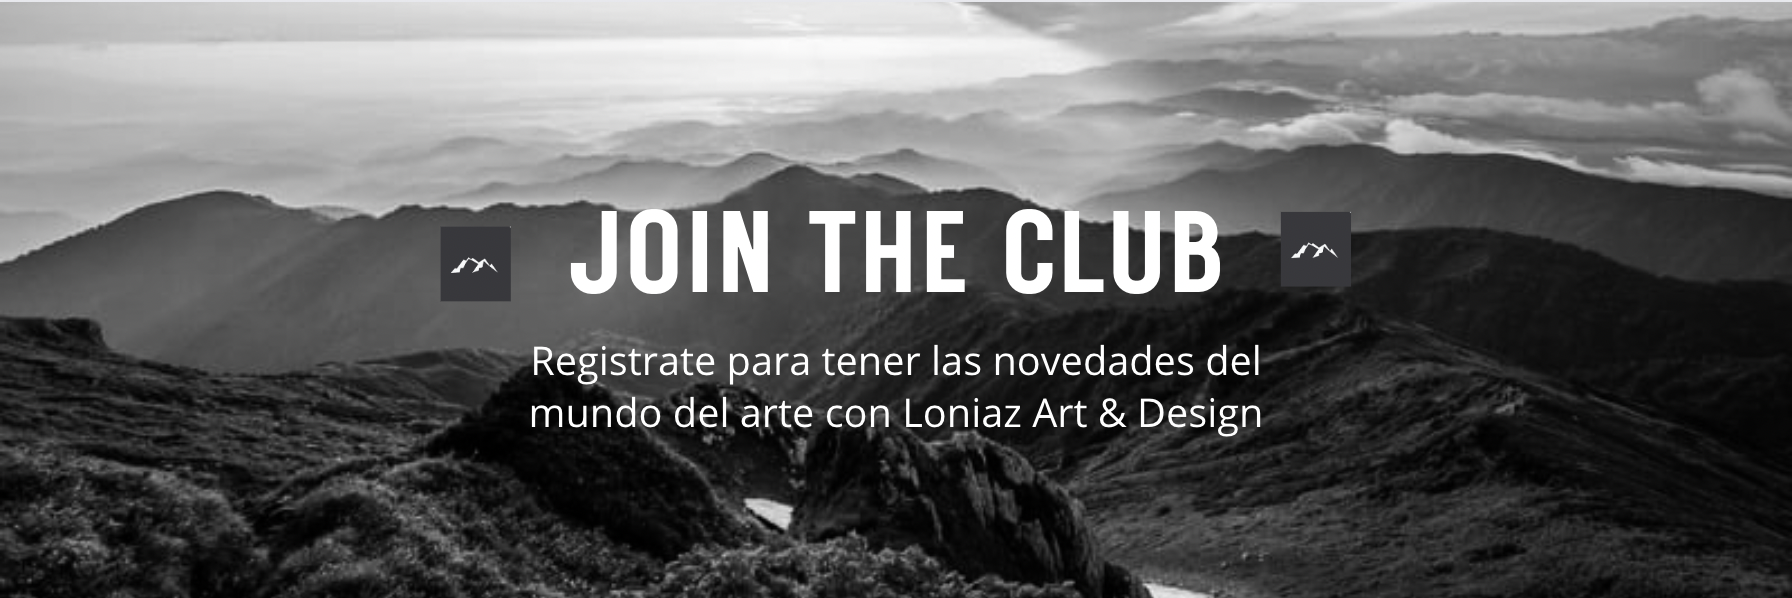 JOIN THE CLUB
Registrate para tener las novedades del
mundo del arte con Loniaz Art & Design